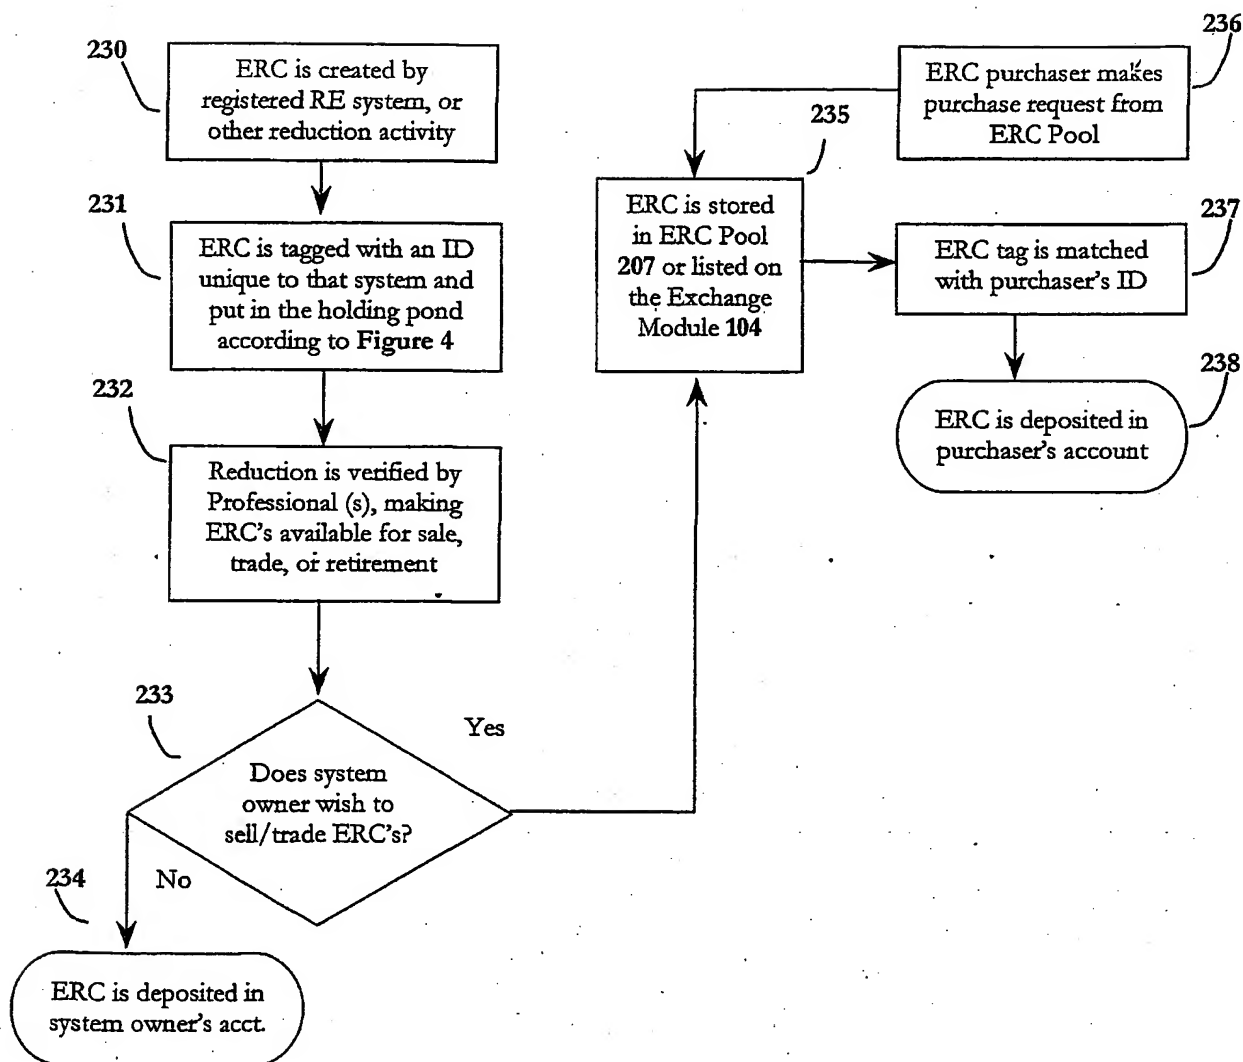 230
ERC is created by
registered RE system, or
other reduction activity
231
ERC is tagged with an ID
unique to that system and
put in the holding pond
according to Figure 4
232
Reduction is verified by
Professional (s), making
ERC's available for sale,
trade, or retirement
233
Does system
owner wish to
sell/trade ERC's?
Yes
No
234
ERC is deposited in
system owner's acct.
235
ERC is stored
in ERC Pool
207 or listed on
the Exchange
Module 104
236
ERC purchaser makes
purchase request from
ERC Pool
237
ERC tag is matched
with purchaser's ID
238
ERC is deposited in
purchaser's account